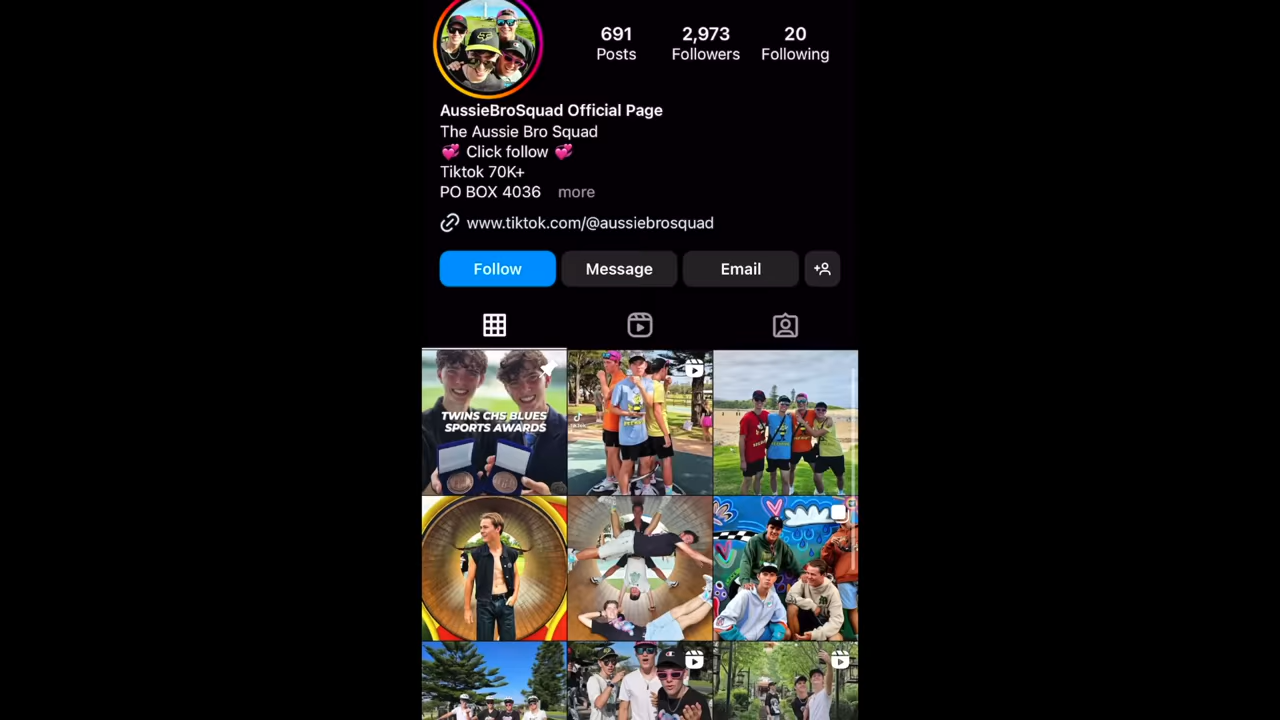 691
2,973
20
Posts
Followers
Following
AussieBroSquad Official Page
The Aussie Bro Squad
💞 Click follow 💞
Tiktok 70K+
PO BOX 4036 more
www.tiktok.com/@aussiebrosquad
Follow
Message
Email
TWINS CHS BLUES
SPORTS AWARDS